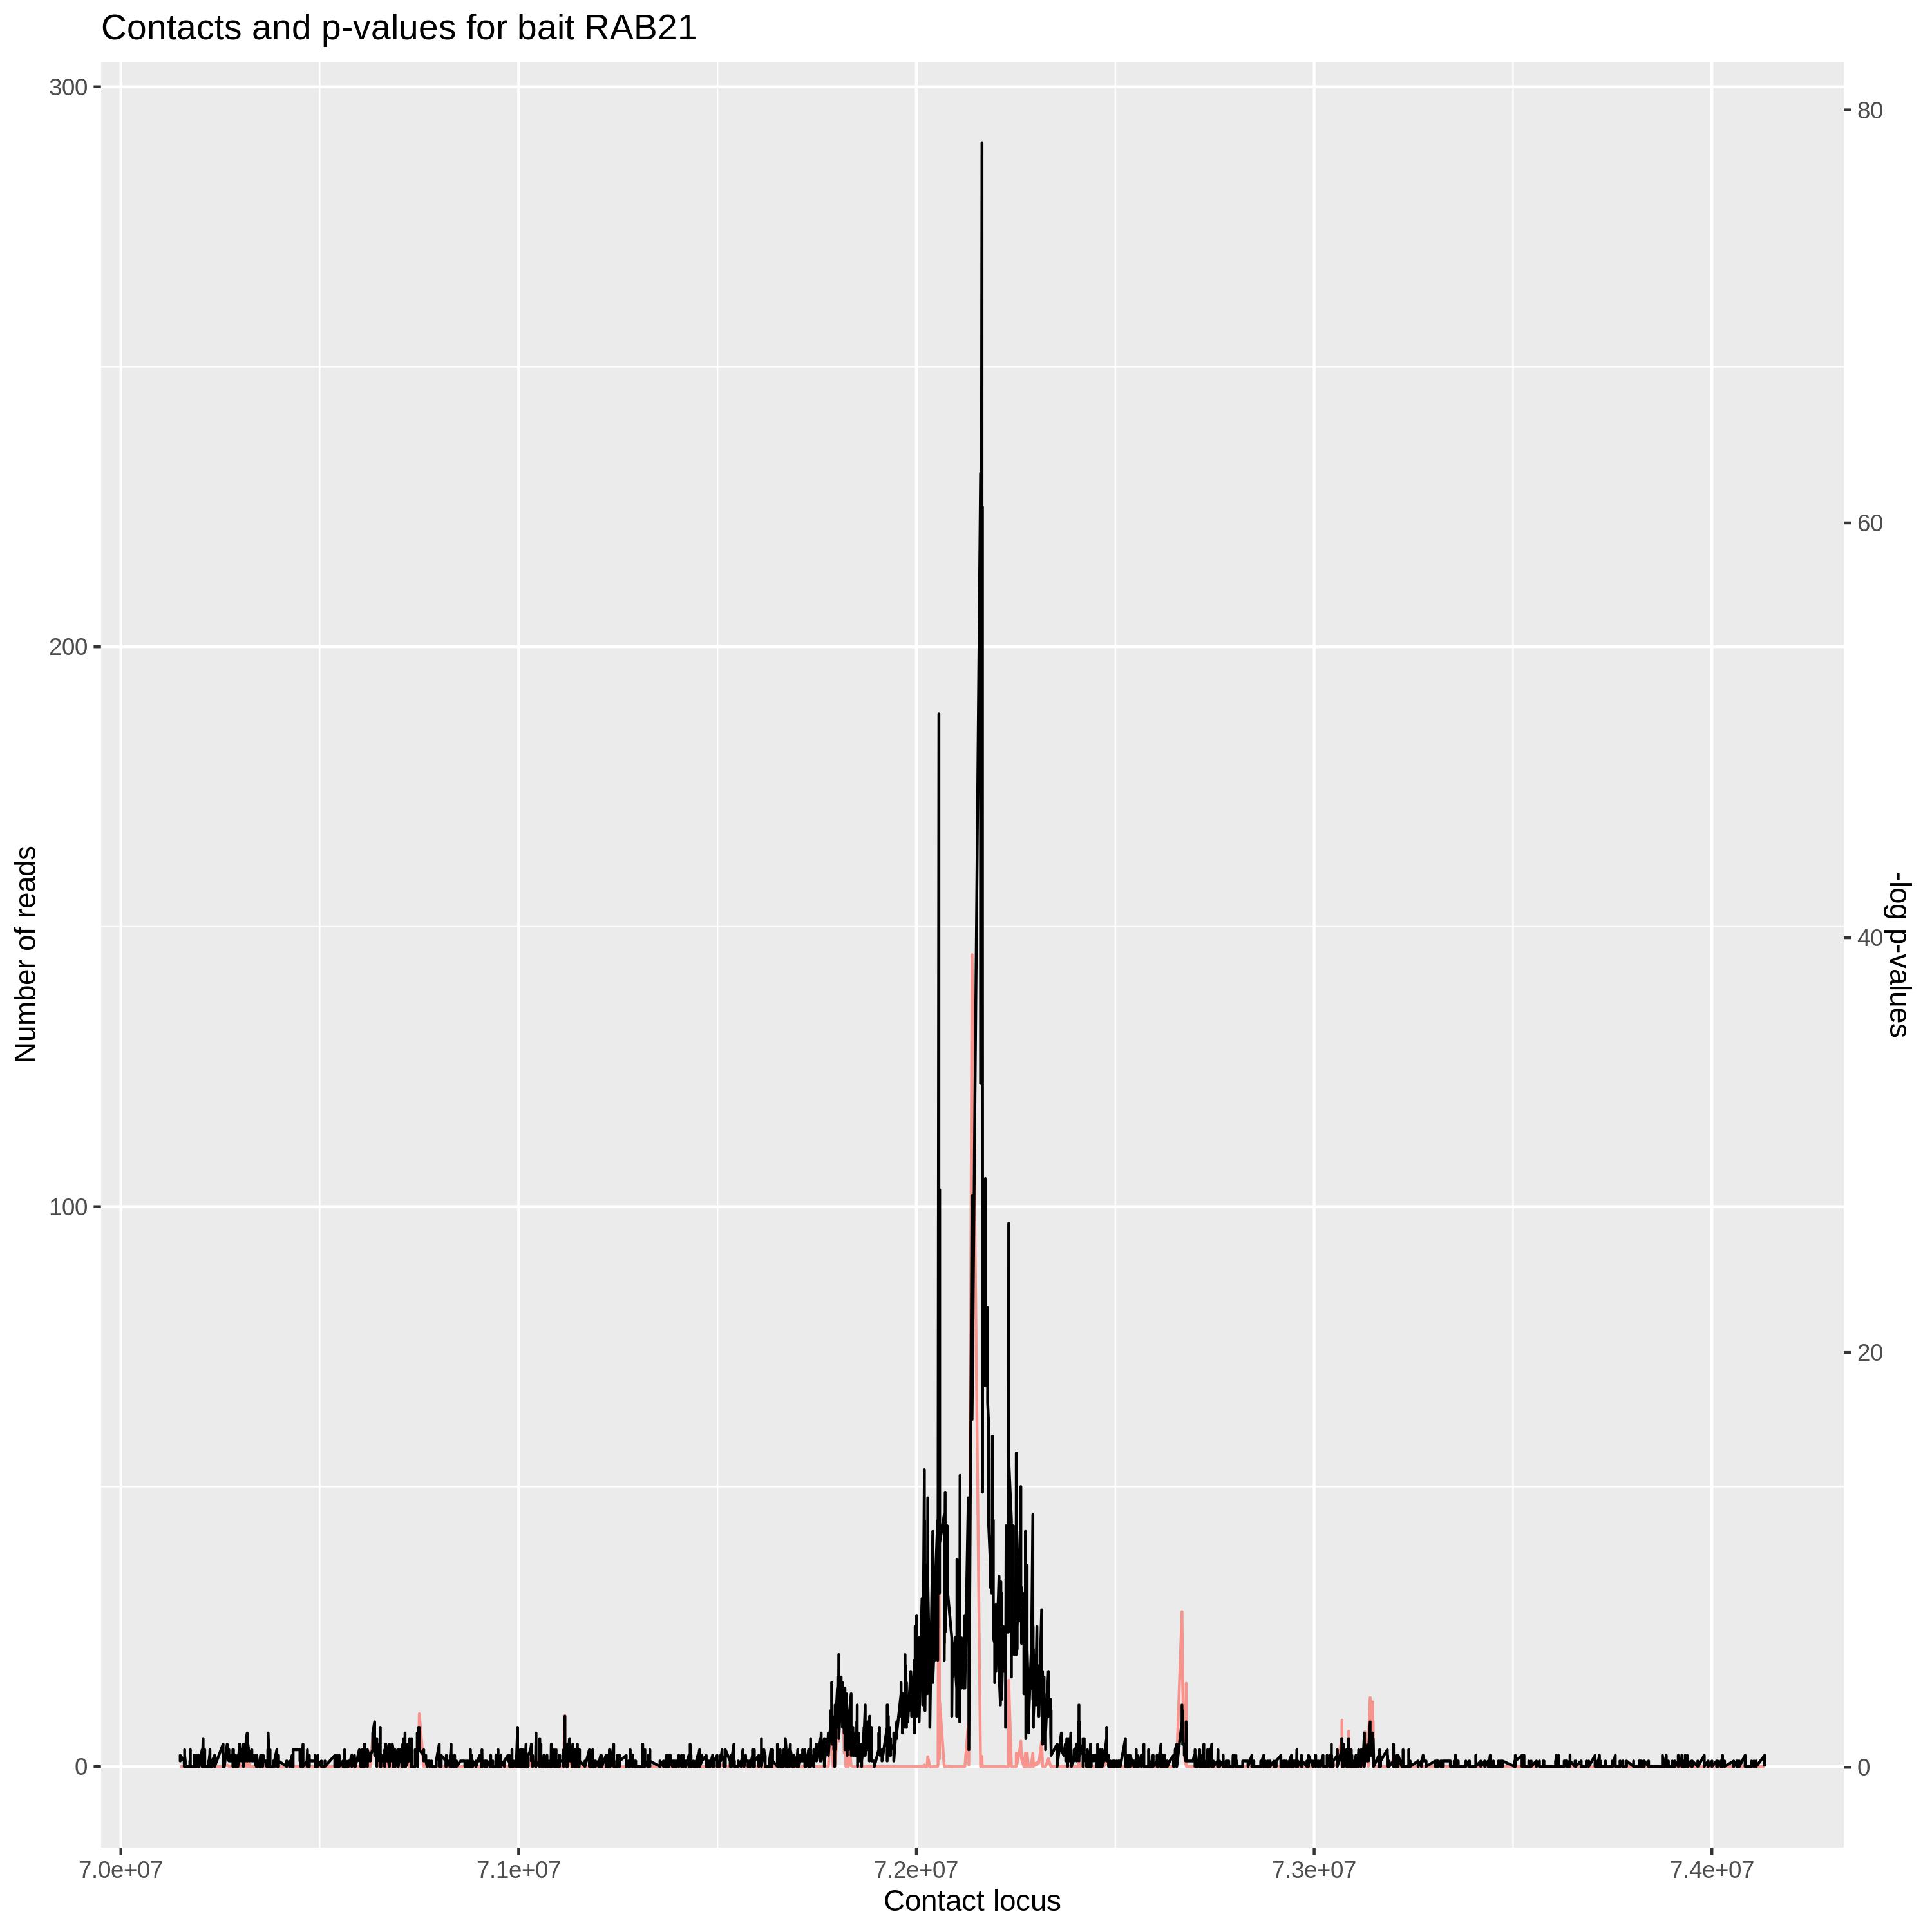 Contacts and p-values for bait RAB21
300
200
100
0
Number of reads
80
60
40
20
0
-log p-values
7.0e+07
7.1e+07
7.2e+07
7.3e+07
7.4e+07
Contact locus